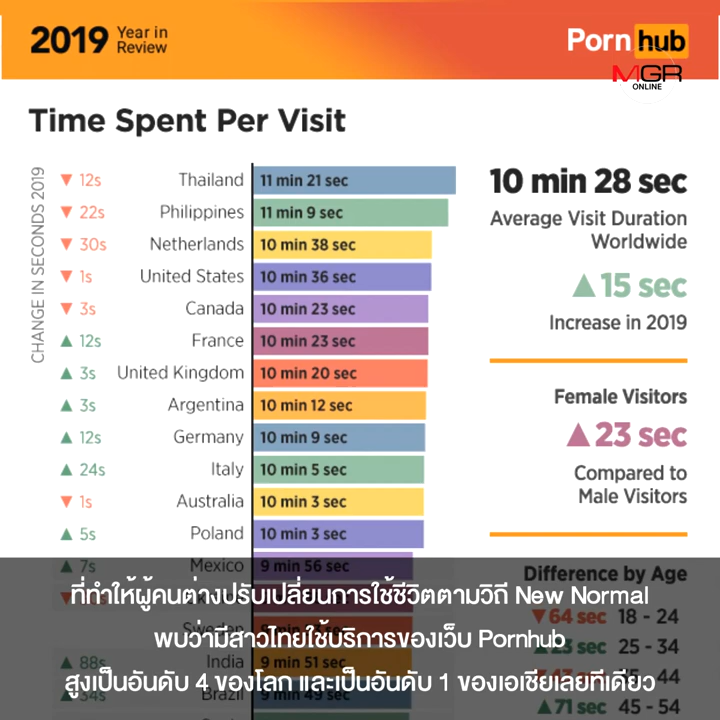 2019 Year in Review
Porn hub
MGR
ONLINE
Time Spent Per Visit
CHANGE IN SECONDS 2019
▼ 12s Thailand 11 min 21 sec
▼ 22s Philippines 11 min 9 sec
▼ 30s Netherlands 10 min 38 sec
▼ 1s United States 10 min 36 sec
▼ 3s Canada 10 min 23 sec
▲ 12s France 10 min 23 sec
▲ 3s United Kingdom 10 min 20 sec
▲ 3s Argentina 10 min 12 sec
▲ 12s Germany 10 min 9 sec
▲ 24s Italy 10 min 5 sec
▼ 1s Australia 10 min 3 sec
▲ 5s Poland 10 min 3 sec
▲ 7s Mexico 9 min 56 sec
Sweden
▲ 88s India 9 min 51 sec
▲ 34s Brazil 9 min 49 sec
10 min 28 sec
Average Visit Duration
Worldwide
▲ 15 sec
Increase in 2019
Female Visitors
▲ 23 sec
Compared to
Male Visitors
Difference by Age
▼ 64 sec 18 - 24
25 - 34
44
▲ 71 sec 45 - 54
ที่ทำให้ผู้คนต่างปรับเปลี่ยนการใช้ชีวิตตามวิถี New Normal
พบว่ามีสาวไทยใช้บริการของเว็บ Pornhub
สูงเป็นอันดับ 4 ของโลก และเป็นอันดับ 1 ของเอเชียเลยทีเดียว